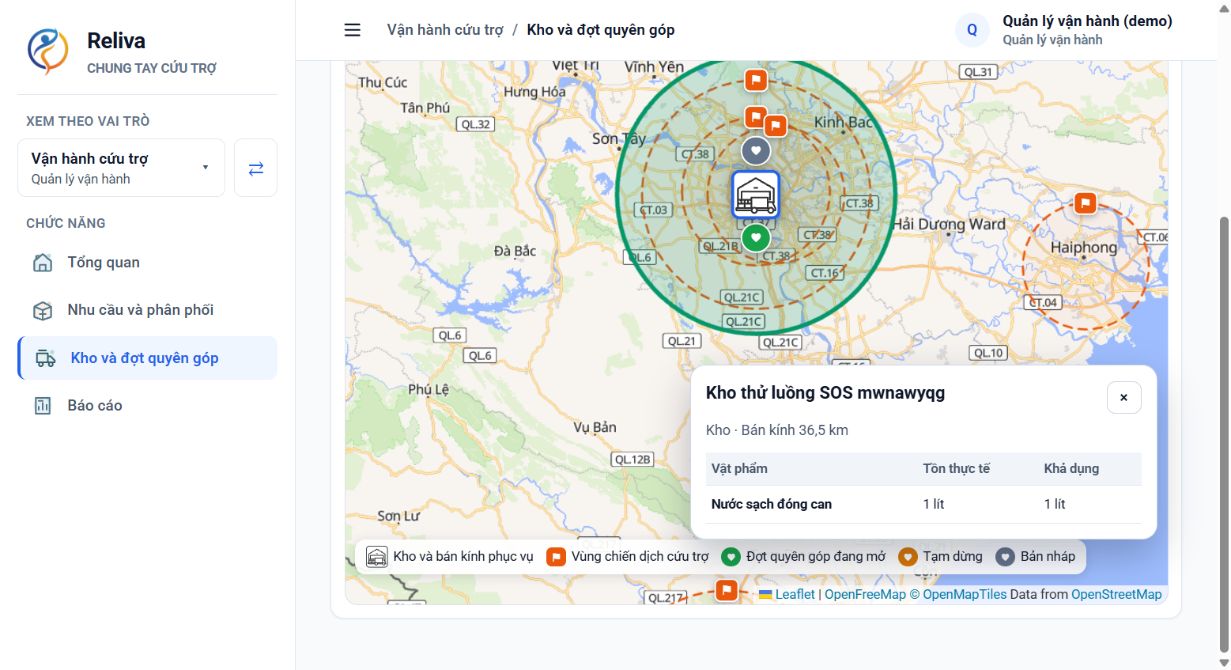 Reliva
CHUNG TAY CỨU TRỢ
XEM THEO VAI TRÒ
Vận hành cứu trợ
Quản lý vận hành
CHỨC NĂNG
Tổng quan
Nhu cầu và phân phối
Kho và đợt quyên góp
Báo cáo
Vận hành cứu trợ / Kho và đợt quyên góp
Q
Quản lý vận hành (demo)
Quản lý vận hành
Việt Trì
Vĩnh Yên
QL.31
Thu Cúc
Hưng Hóa
Tân Phú
QL.32
Kinh Bac
Sơn Tây
CT.38
CT.03
CT.38
Hải Dương Ward
CT.37
CT.38
CT.06
QL.21B
Haiphong
Đà Bắc
QL.6
CT.38
CT.16
QL.21C
CT.04
QL.21C
QL.6
QL.21
QL.21C
QL.6
QL.10
Phú Lệ
Vụ Bản
QL.12B
Sơn Lư
Kho thử luồng SOS mwnawyqg
×
Kho · Bán kính 36,5 km
Vật phẩm Tồn thực tế Khả dụng
Nước sạch đóng can 1 lít 1 lít
Kho và bán kính phục vụ Vùng chiến dịch cứu trợ Đợt quyên góp đang mở Tạm dừng Bản nháp
QL.217
Leaflet | OpenFreeMap © OpenMapTiles Data from OpenStreetMap